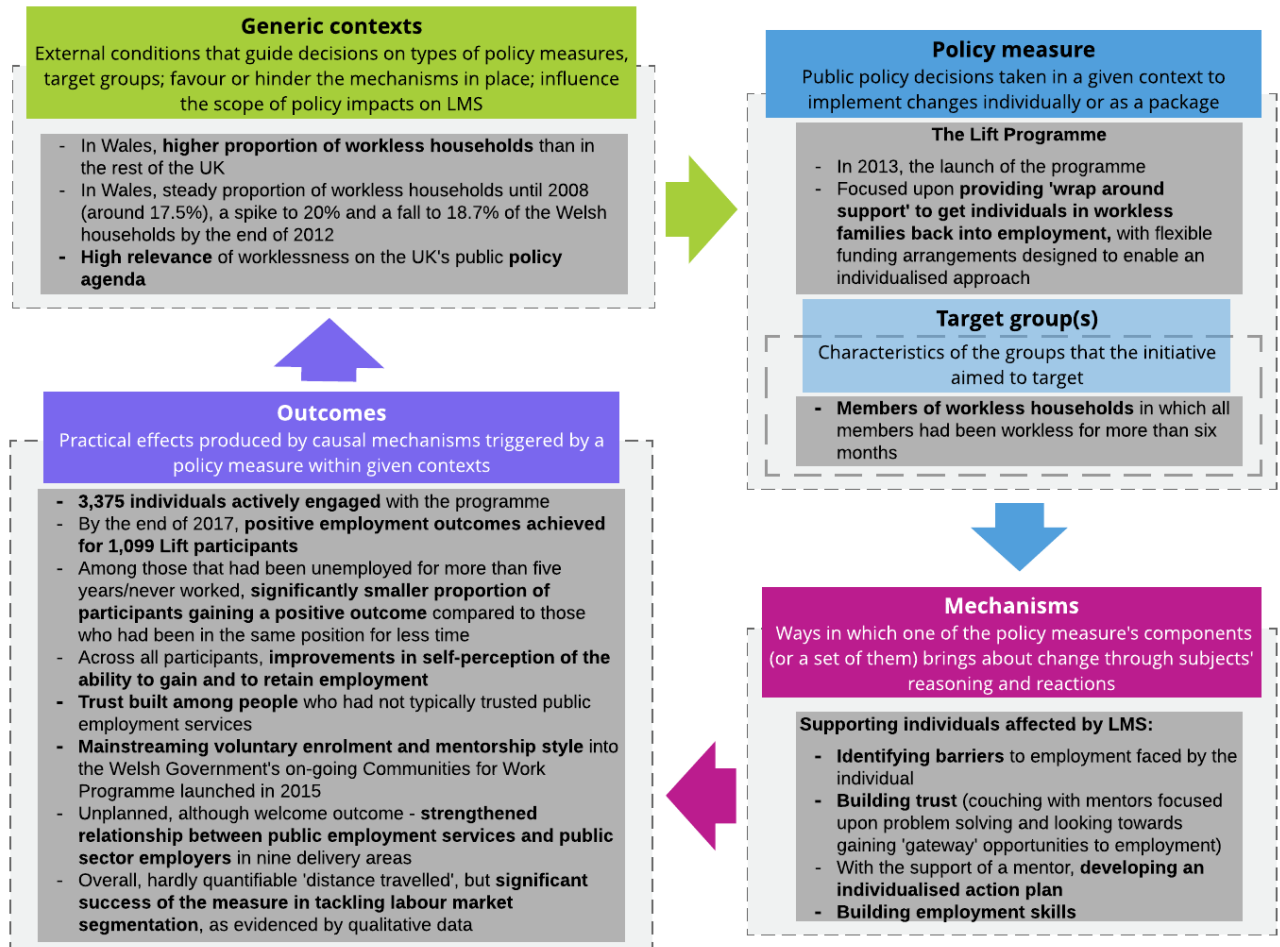 Generic contexts
External conditions that guide decisions on types of policy measures,
target groups; favour or hinder the mechanisms in place; influence
the scope of policy impacts on LMS
- In Wales, higher proportion of workless households than in
the rest of the UK
- In Wales, steady proportion of workless households until 2008
(around 17.5%), a spike to 20% and a fall to 18.7% of the Welsh
households by the end of 2012
- High relevance of worklessness on the UK's public policy
agenda
Policy measure
Public policy decisions taken in a given context to
implement changes individually or as a package
The Lift Programme
- In 2013, the launch of the programme
- Focused upon providing 'wrap around
support' to get individuals in workless
families back into employment, with flexible
funding arrangements designed to enable an
individualised approach
Target group(s)
Characteristics of the groups that the initiative
aimed to target
- Members of workless households in which all
members had been workless for more than six
months
Mechanisms
Ways in which one of the policy measure's components
(or a set of them) brings about change through subjects'
reasoning and reactions
Supporting individuals affected by LMS:
- Identifying barriers to employment faced by the
individual
- Building trust (couching with mentors focused
upon problem solving and looking towards
gaining 'gateway' opportunities to employment)
- With the support of a mentor, developing an
individualised action plan
- Building employment skills
Outcomes
Practical effects produced by causal mechanisms triggered by a
policy measure within given contexts
- 3,375 individuals actively engaged with the programme
- By the end of 2017, positive employment outcomes achieved
for 1,099 Lift participants
- Among those that had been unemployed for more than five
years/never worked, significantly smaller proportion of
participants gaining a positive outcome compared to those
who had been in the same position for less time
- Across all participants, improvements in self-perception of the
ability to gain and to retain employment
- Trust built among people who had not typically trusted public
employment services
- Mainstreaming voluntary enrolment and mentorship style into
the Welsh Government's on-going Communities for Work
Programme launched in 2015
- Unplanned, although welcome outcome - strengthened
relationship between public employment services and public
sector employers in nine delivery areas
- Overall, hardly quantifiable 'distance travelled', but significant
success of the measure in tackling labour market
segmentation, as evidenced by qualitative data